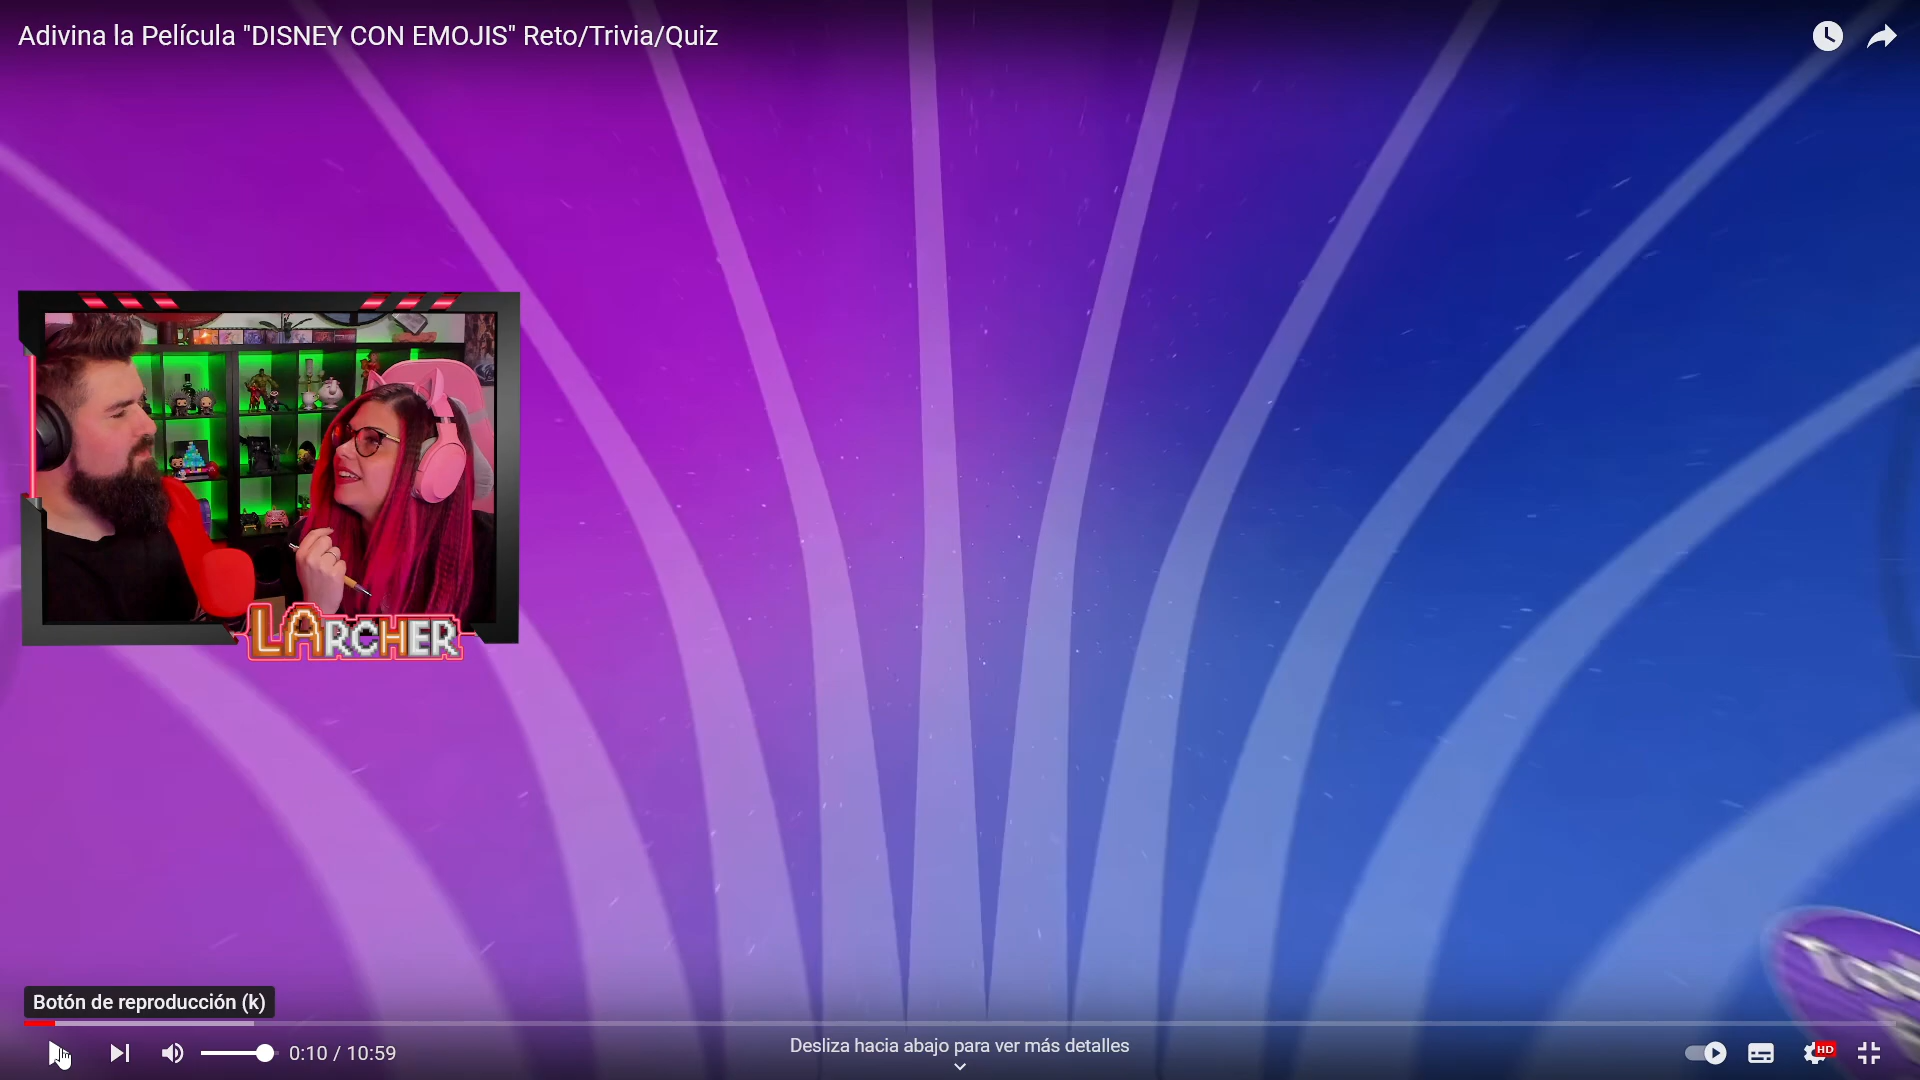 Adivina la Película "DISNEY CON EMOJIS" Reto/Trivia/Quiz
LARCHER
Botón de reproducción (k)
0:10 / 10:59
Desliza hacia abajo para ver más detalles
HD